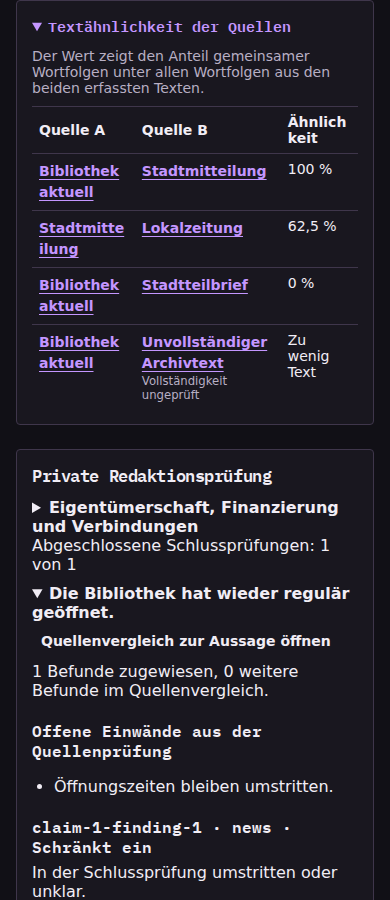 ▼ Textähnlichkeit der Quellen
Der Wert zeigt den Anteil gemeinsamer
Wortfolgen unter allen Wortfolgen aus den
beiden erfassten Texten.
Quelle A Quelle B Ähnlich
keit
Bibliothek Stadtmitteilung 100 %
aktuell
Stadtmitte Lokalzeitung 62,5 %
ilung
Bibliothek Stadtteilbrief 0 %
aktuell
Bibliothek Unvollständiger Zu
aktuell Archivtext wenig
Vollständigkeit Text
ungeprüft
Private Redaktionsprüfung
▶ Eigentümerschaft, Finanzierung
und Verbindungen
Abgeschlossene Schlussprüfungen: 1
von 1
▼ Die Bibliothek hat wieder regulär
geöffnet.
Quellenvergleich zur Aussage öffnen
1 Befunde zugewiesen, 0 weitere
Befunde im Quellenvergleich.
Offene Einwände aus der
Quellenprüfung
• Öffnungszeiten bleiben umstritten.
claim-1-finding-1 · news ·
Schränkt ein
In der Schlussprüfung umstritten oder
unklar.